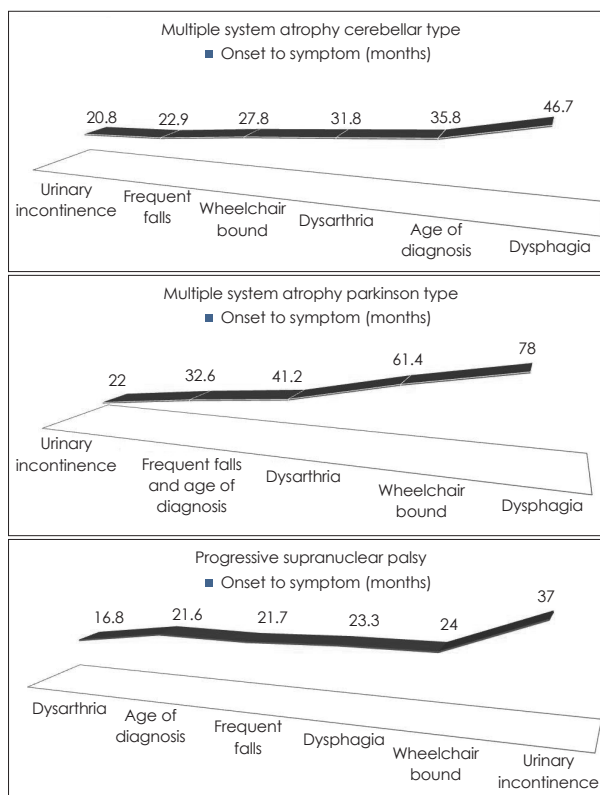 Multiple system atrophy cerebellar type
Onset to symptom (months)
20.8
22.9
27.8
31.8
35.8
46.7
Urinary
incontinence
Frequent
falls
Wheelchair
bound
Dysarthria
Age of
diagnosis
Dysphagia
Multiple system atrophy parkinson type
Onset to symptom (months)
22
32.6
41.2
61.4
78
Urinary
incontinence
Frequent falls
and age of
diagnosis
Dysarthria
Wheelchair
bound
Dysphagia
Progressive supranuclear palsy
Onset to symptom (months)
16.8
21.6
21.7
23.3
24
37
Dysarthria
Age of
diagnosis
Frequent
falls
Dysphagia
Wheelchair
bound
Urinary
incontinence